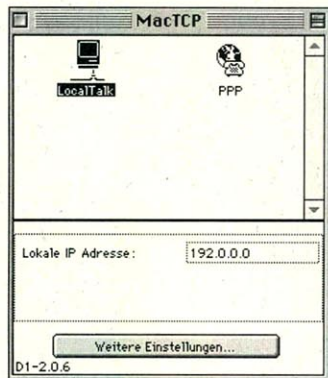 MacTCP
LocalTalk
PPP
Lokale IP Adresse:
192.0.0.0
Weitere Einstellungen...
D1-2.0.6